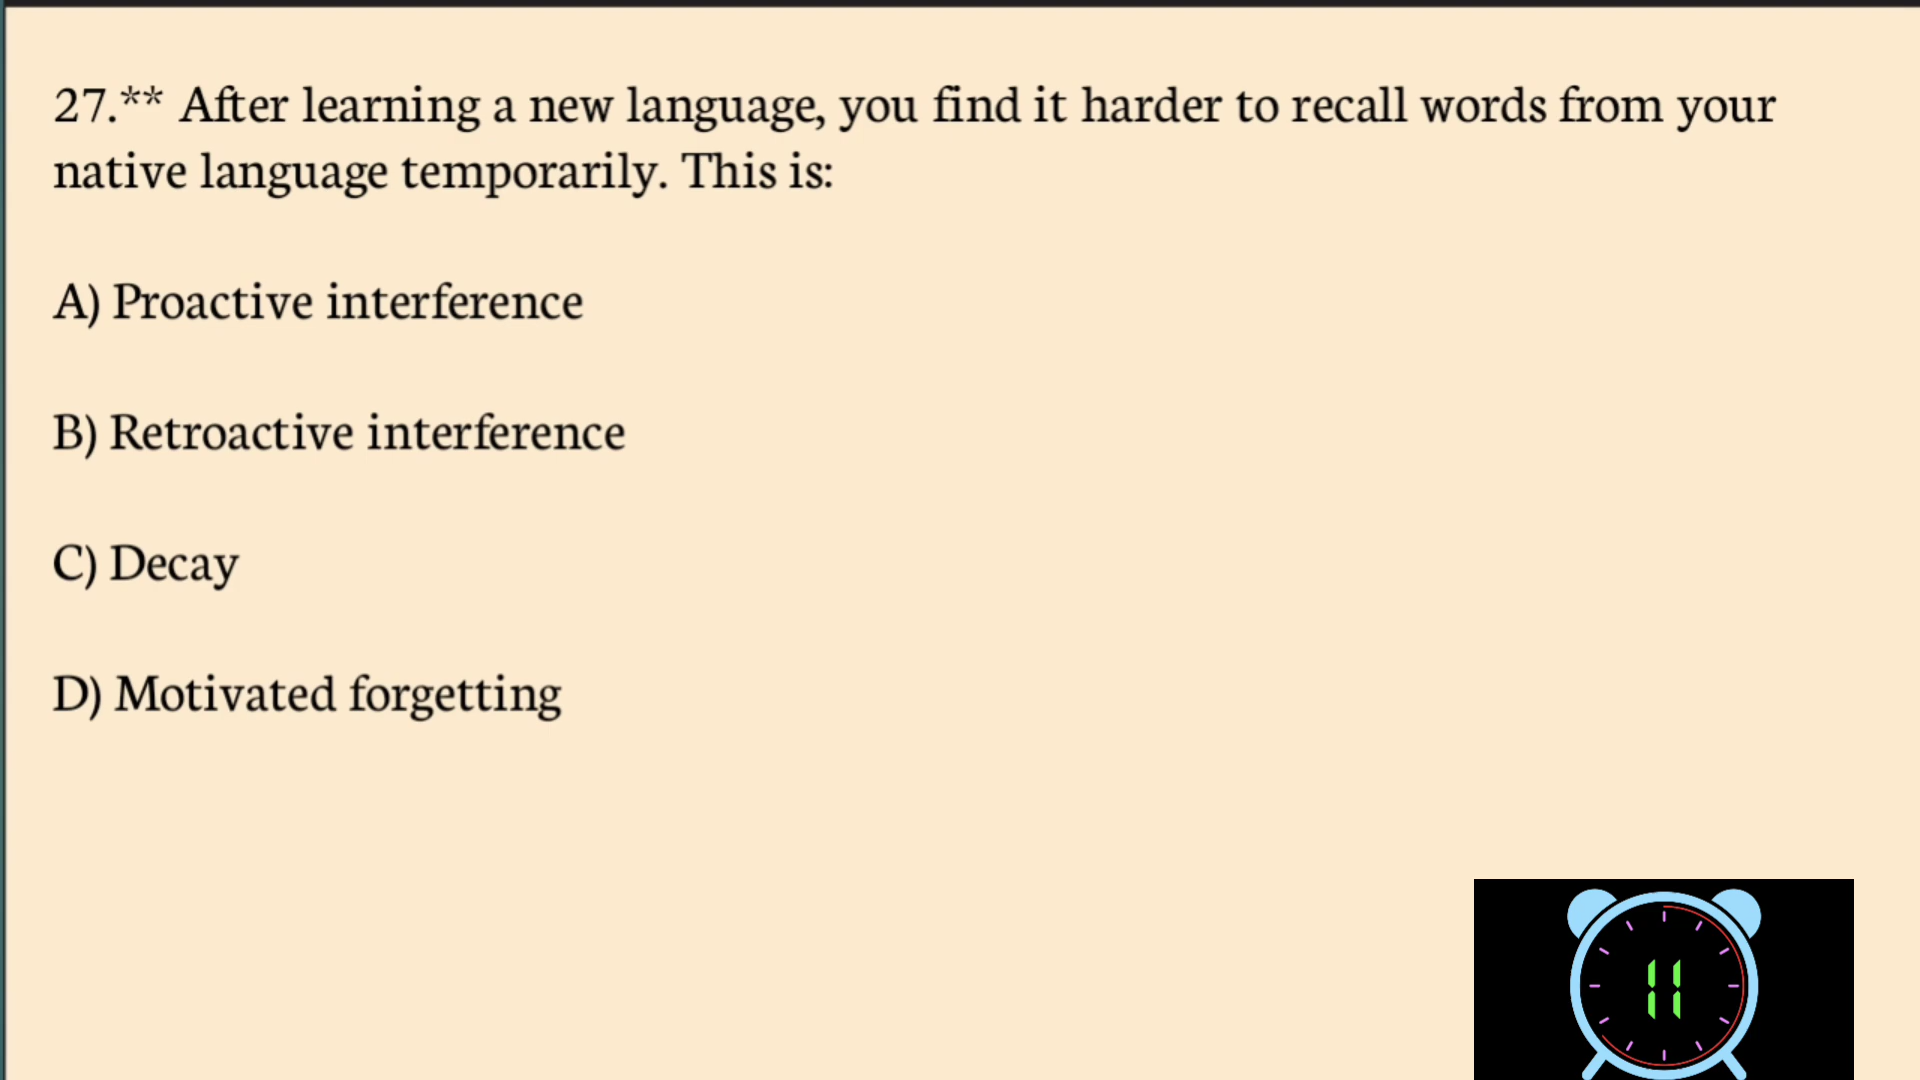 27.** After learning a new language, you find it harder to recall words from your
native language temporarily. This is:
A) Proactive interference
B) Retroactive interference
C) Decay
D) Motivated forgetting
11